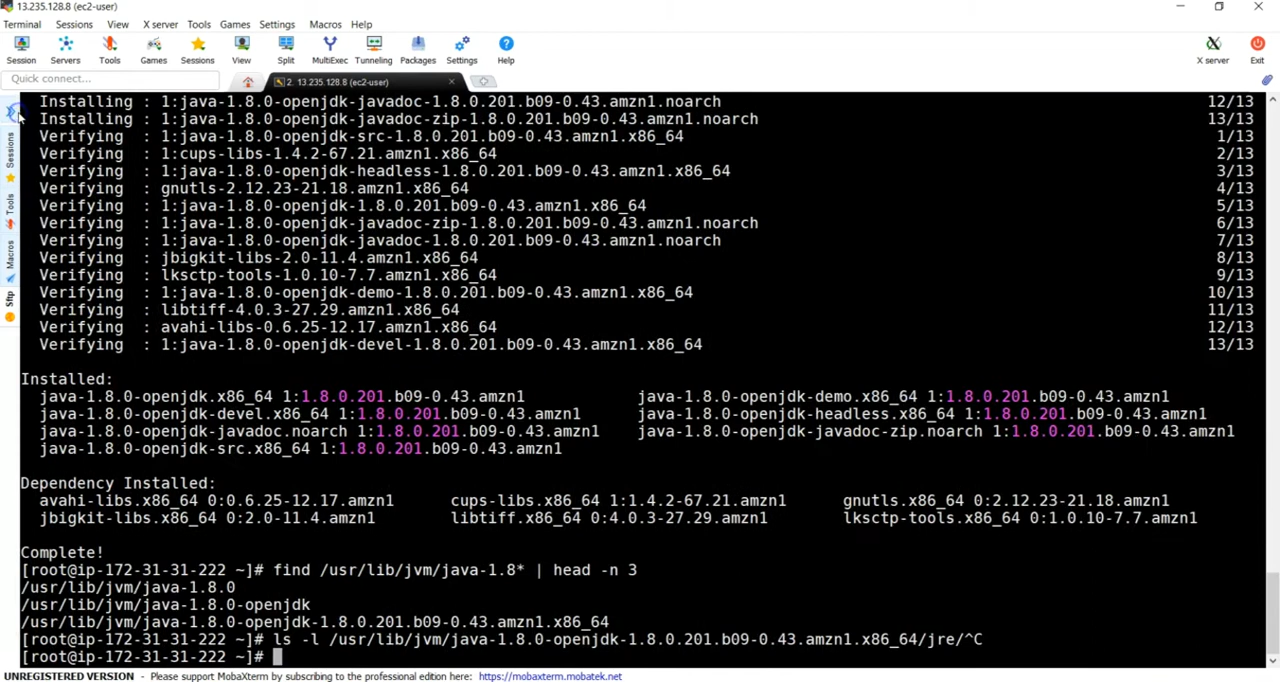 13.235.128.8 (ec2-user)
Terminal Sessions View X server Tools Games Settings Macros Help
Session Servers Tools Games Sessions View Split MultiExec Tunneling Packages Settings Help X server Exit
Quick connect... 2. 13.235.128.8 (ec2-user)
Sessions
Tools
Macros
Sftp
Installing : 1:java-1.8.0-openjdk-javadoc-1.8.0.201.b09-0.43.amzn1.noarch 12/13
Installing : 1:java-1.8.0-openjdk-javadoc-zip-1.8.0.201.b09-0.43.amzn1.noarch 13/13
Verifying : 1:java-1.8.0-openjdk-src-1.8.0.201.b09-0.43.amzn1.x86_64 1/13
Verifying : 1:cups-libs-1.4.2-67.21.amzn1.x86_64 2/13
Verifying : 1:java-1.8.0-openjdk-headless-1.8.0.201.b09-0.43.amzn1.x86_64 3/13
Verifying : gnutls-2.12.23-21.18.amzn1.x86_64 4/13
Verifying : 1:java-1.8.0-openjdk-1.8.0.201.b09-0.43.amzn1.x86_64 5/13
Verifying : 1:java-1.8.0-openjdk-javadoc-zip-1.8.0.201.b09-0.43.amzn1.noarch 6/13
Verifying : 1:java-1.8.0-openjdk-javadoc-1.8.0.201.b09-0.43.amzn1.noarch 7/13
Verifying : jbigkit-libs-2.0-11.4.amzn1.x86_64 8/13
Verifying : lksctp-tools-1.0.10-7.7.amzn1.x86_64 9/13
Verifying : 1:java-1.8.0-openjdk-demo-1.8.0.201.b09-0.43.amzn1.x86_64 10/13
Verifying : libtiff-4.0.3-27.29.amzn1.x86_64 11/13
Verifying : avahi-libs-0.6.25-12.17.amzn1.x86_64 12/13
Verifying : 1:java-1.8.0-openjdk-devel-1.8.0.201.b09-0.43.amzn1.x86_64 13/13
Installed:
java-1.8.0-openjdk.x86_64 1:1.8.0.201.b09-0.43.amzn1 java-1.8.0-openjdk-demo.x86_64 1:1.8.0.201.b09-0.43.amzn1
java-1.8.0-openjdk-devel.x86_64 1:1.8.0.201.b09-0.43.amzn1 java-1.8.0-openjdk-headless.x86_64 1:1.8.0.201.b09-0.43.amzn1
java-1.8.0-openjdk-javadoc.noarch 1:1.8.0.201.b09-0.43.amzn1 java-1.8.0-openjdk-javadoc-zip.noarch 1:1.8.0.201.b09-0.43.amzn1
java-1.8.0-openjdk-src.x86_64 1:1.8.0.201.b09-0.43.amzn1
Dependency Installed:
avahi-libs.x86_64 0:0.6.25-12.17.amzn1 cups-libs.x86_64 1:1.4.2-67.21.amzn1 gnutls.x86_64 0:2.12.23-21.18.amzn1
jbigkit-libs.x86_64 0:2.0-11.4.amzn1 libtiff.x86_64 0:4.0.3-27.29.amzn1 lksctp-tools.x86_64 0:1.0.10-7.7.amzn1
Complete!
[root@ip-172-31-31-222 ~]# find /usr/lib/jvm/java-1.8* | head -n 3
/usr/lib/jvm/java-1.8.0
/usr/lib/jvm/java-1.8.0-openjdk
/usr/lib/jvm/java-1.8.0-openjdk-1.8.0.201.b09-0.43.amzn1.x86_64
[root@ip-172-31-31-222 ~]# ls -l /usr/lib/jvm/java-1.8.0-openjdk-1.8.0.201.b09-0.43.amzn1.x86_64/jre/^C
[root@ip-172-31-31-222 ~]#
UNREGISTERED VERSION - Please support MobaXterm by subscribing to the professional edition here: https://mobaxterm.mobatek.net